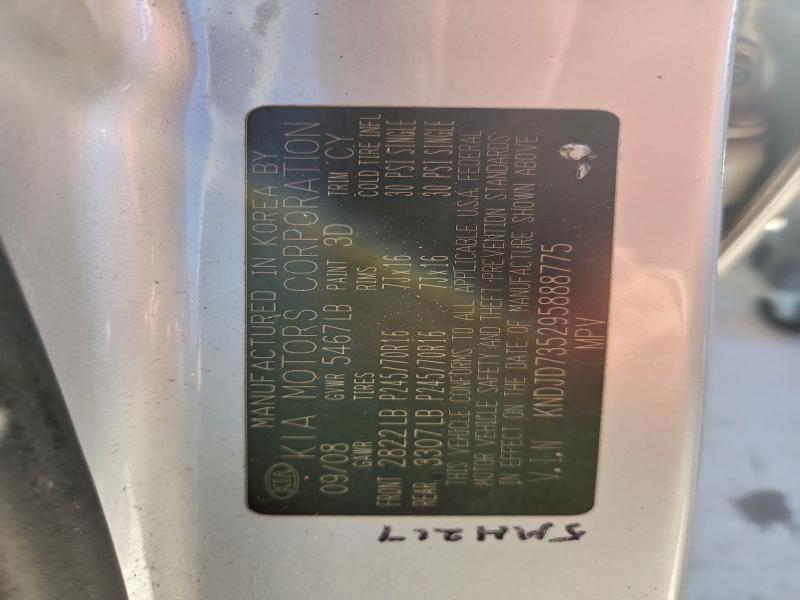 KIA
MANUFACTURED IN KOREA BY
KIA MOTORS CORPORATION
09/08 GVWR 5467LB PAINT 3D TRIM CY
GAWR TIRES RIMS COLD TIRE INFL
FRONT 2822LB P245/70R16 7Jx16 30 PSI SINGLE
REAR 3307LB P245/70R16 7Jx16 30 PSI SINGLE
THIS VEHICLE CONFORMS TO ALL APPLICABLE U.S.A. FEDERAL
MOTOR VEHICLE SAFETY AND THEFT PREVENTION STANDARDS
IN EFFECT ON THE DATE OF MANUFACTURE SHOWN ABOVE.
V.I.N KNDJD735295888775
MPV